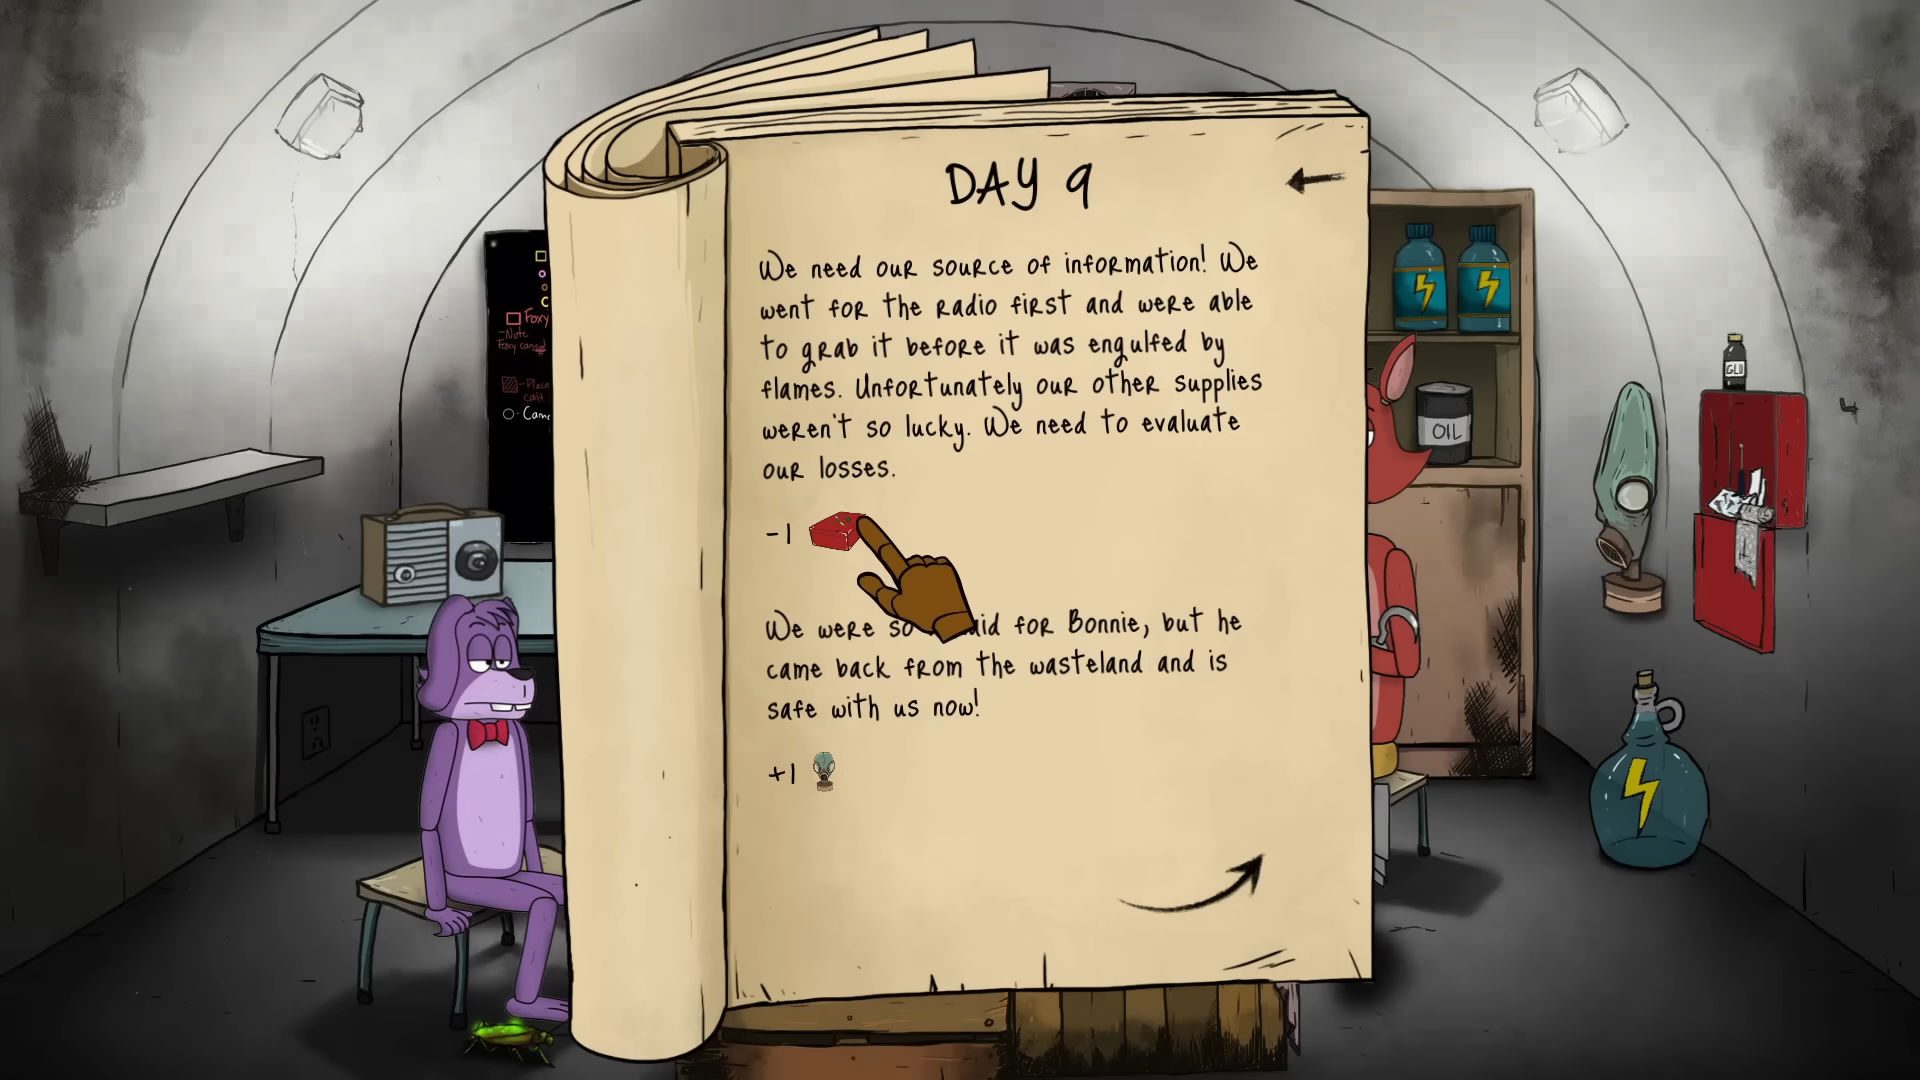 DAY 9
We need our source of information! We
went for the radio first and were able
to grab it before it was engulfed by
flames. Unfortunately our other supplies
weren't so lucky. We need to evaluate
our losses.
-1
We were so for Bonnie, but he
came back from the wasteland and is
safe with us now!
+1
Foxy
-Note
Foxy
-Place
OIL